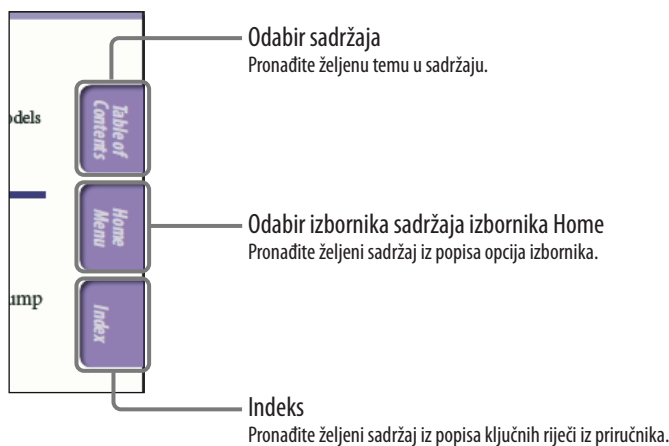 Odabir sadržaja
Pronađite željenu temu u sadržaju.
Table of
Contents
Odabir izbornika sadržaja izbornika Home
Pronađite željeni sadržaj iz popisa opcija izbornika.
Home
Menu
Index
Indeks
Pronađite željeni sadržaj iz popisa ključnih riječi iz priručnika.